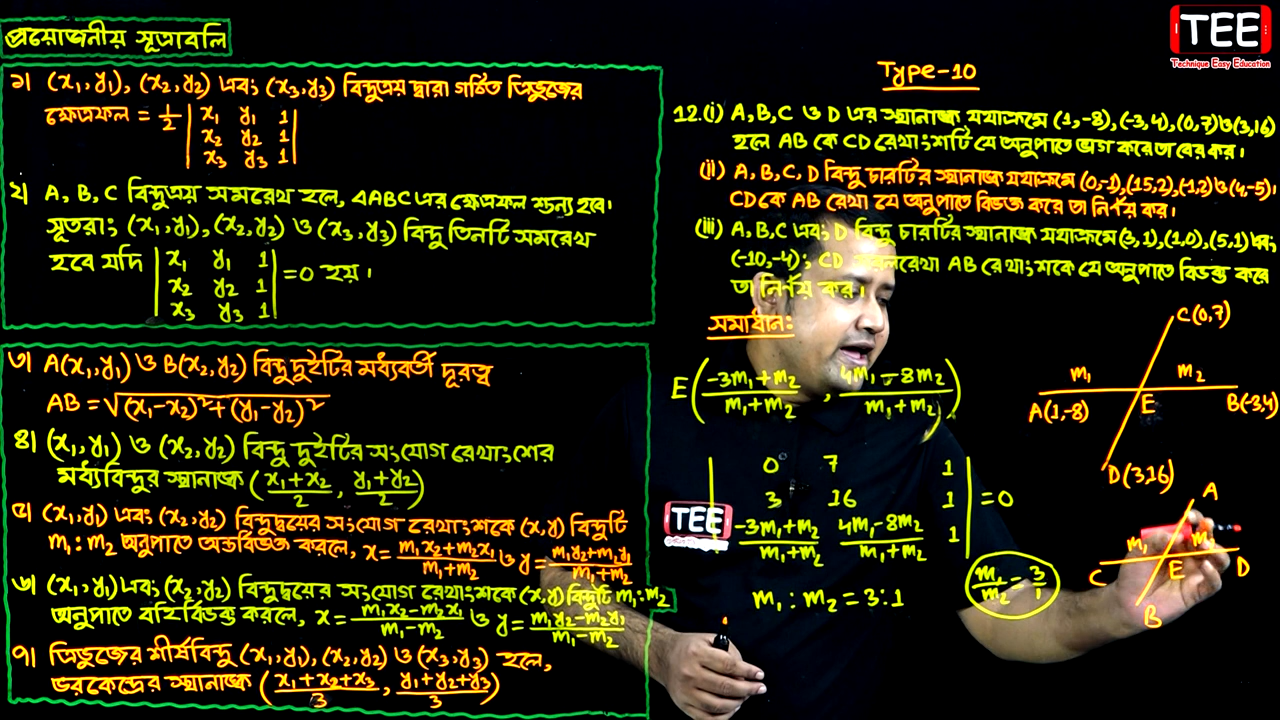 প্রয়োজনীয় সূত্রাবলি
১। (x₁, y₁), (x₂, y₂) এবং (x₃, y₃) বিন্দুত্রয় দ্বারা গঠিত ত্রিভুজের
ক্ষেত্রফল = 1/2 | x₁ y₁ 1 |
x₂ y₂ 1
x₃ y₃ 1
২। A, B, C বিন্দুত্রয় সমরেখ হলে, ΔABC এর ক্ষেত্রফল শূন্য হবে।
সুতরাং (x₁, y₁), (x₂, y₂) ও (x₃, y₃) বিন্দু তিনটি সমরেখ
হবে যদি | x₁ y₁ 1 | = 0 হয়।
x₂ y₂ 1
x₃ y₃ 1
৩। A(x₁, y₁) ও B(x₂, y₂) বিন্দু দুইটির মধ্যবর্তী দূরত্ব
AB = √(x₁-x₂)²+(y₁-y₂)²
৪। (x₁, y₁) ও (x₂, y₂) বিন্দু দুইটির সংযোগ রেখাংশের
মধ্যবিন্দুর স্থানাঙ্ক (x₁+x₂/2, y₁+y₂/2)
৫। (x₁, y₁) এবং (x₂, y₂) বিন্দুদ্বয়ের সংযোগ রেখাংশকে (x, y) বিন্দুটি
m₁:m₂ অনুপাতে অন্তর্বিভক্ত করলে, x = m₁x₂+m₂x₁/m₁+m₂ ও y = m₁y₂+m₂y₁/m₁+m₂
৬। (x₁, y₁) এবং (x₂, y₂) বিন্দুদ্বয়ের সংযোগ রেখাংশকে (x, y) বিন্দুটি m₁:m₂
অনুপাতে বহির্বিভক্ত করলে, x = m₁x₂-m₂x₁/m₁-m₂ ও y = m₁y₂-m₂y₁/m₁-m₂
৭। ত্রিভুজের শীর্ষবিন্দু (x₁, y₁), (x₂, y₂) ও (x₃, y₃) হলে,
ভরকেন্দ্রের স্থানাঙ্ক (x₁+x₂+x₃/3, y₁+y₂+y₃/3)
TEE
Technique Easy Education
Type-10
12. (i) A, B, C ও D এর স্থানাঙ্ক যথাক্রমে (1,-8), (-3,4), (0,7) ও (3,16)
হলে AB কে CD রেখাংশটি যে অনুপাতে ভাগ করে তা বের কর।
(ii) A, B, C, D বিন্দু চারটির স্থানাঙ্ক যথাক্রমে (0,-1), (15,2), (-1,2) ও (4,-5)।
CD কে AB রেখা যে অনুপাতে বিভক্ত করে তা নির্ণয় কর।
(iii) A, B, C এবং D বিন্দু চারটির স্থানাঙ্ক যথাক্রমে (3,1), (1,0), (5,1) এবং
(-10,-4); CD সরলরেখা AB রেখাংশকে যে অনুপাতে বিভক্ত করে
তা নির্ণয় কর।
সমাধান:
E(-3m₁+m₂/m₁+m₂, 4m₁-8m₂/m₁+m₂)
C(0,7)
m₁ m₂
A(1,-8) E B(-3,4)
D(3,16)
0 7 1
3 16 1 = 0
-3m₁+m₂/m₁+m₂ 4m₁-8m₂/m₁+m₂ 1
m₁ : m₂ = 3:1
m₁/m₂ = 3/1
A
m₁ m₂
C E D
B
TEE